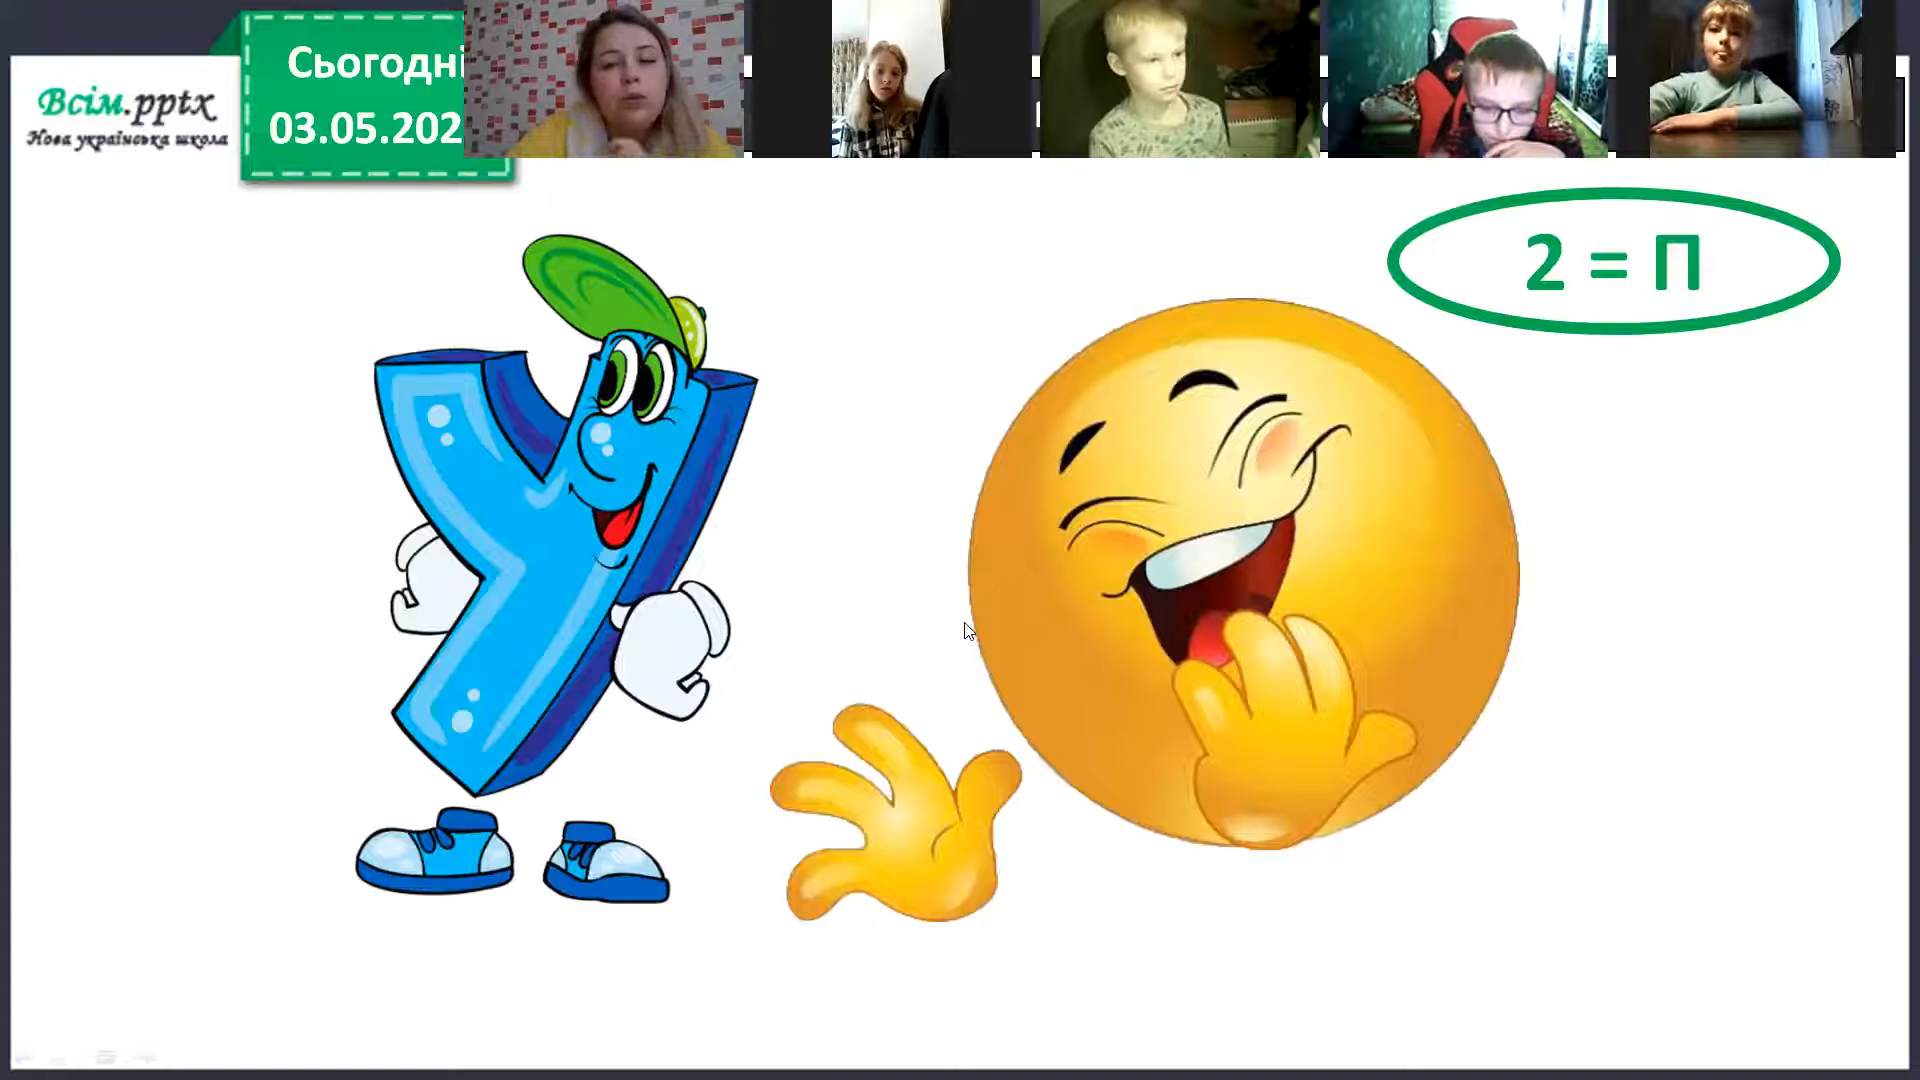 Всім.pptx
Нова українська школа
Сьогодні
03.05.202
2 = П
У